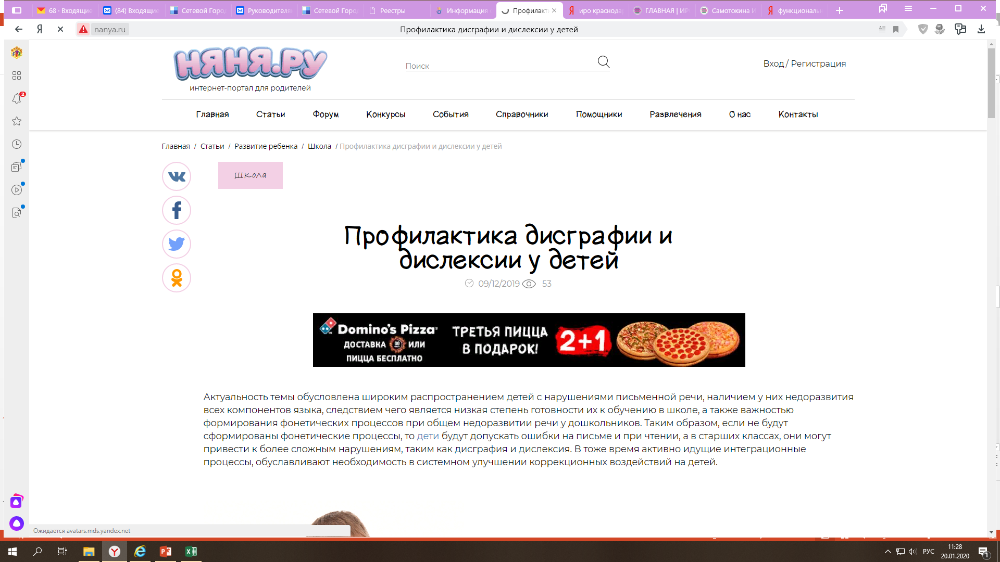 68 · Входящие
(84) Входящие
Сетевой Город
Руководителя
Сетевой Город
Реестры
Информация
Профилакти
иро краснода
ГЛАВНАЯ | ИР
Самотокина И
функциональн
Я
nanya.ru
Профилактика дисграфии и дислексии у детей
НЯНЯ.РУ
интернет-портал для родителей
Поиск
Вход / Регистрация
Главная Статьи Форум Конкурсы События Справочники Помощники Развлечения О нас Контакты
Главная / Статьи / Развитие ребенка / Школа / Профилактика дисграфии и дислексии у детей
Школа
Профилактика дисграфии и
дислексии у детей
09/12/2019 53
Domino's Pizza
ДОСТАВКА 30 ИЛИ
ПИЦЦА БЕСПЛАТНО
ТРЕТЬЯ ПИЦЦА
В ПОДАРОК!
2+1
Актуальность темы обусловлена широким распространением детей с нарушениями письменной речи, наличием у них недоразвития
всех компонентов языка, следствием чего является низкая степень готовности их к обучению в школе, а также важностью
формирования фонетических процессов при общем недоразвитии речи у дошкольников. Таким образом, если не будут
сформированы фонетические процессы, то дети будут допускать ошибки на письме и при чтении, а в старших классах, они могут
привести к более сложным нарушениям, таким как дисграфия и дислексия. В тоже время активно идущие интеграционные
процессы, обуславливают необходимость в системном улучшении коррекционных воздействий на детей.
Ожидается avatars.mds.yandex.net
РУС
11:28
20.01.2020
1
2